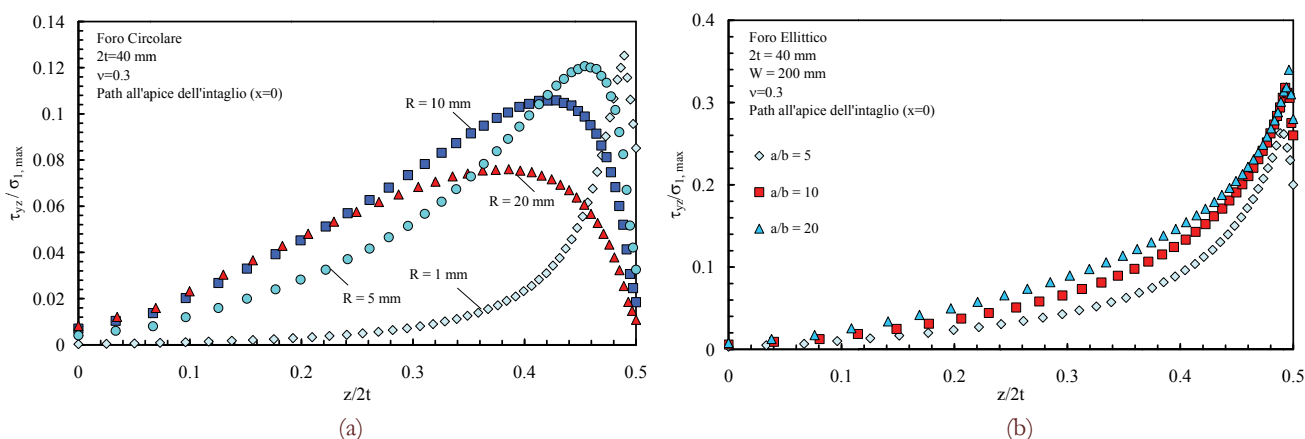 Foro Circolare
2t=40 mm
ν=0.3
Path all'apice dell'intaglio (x=0)
R = 10 mm
R = 20 mm
R = 1 mm
R = 5 mm
0.14
0.12
0.10
0.08
0.06
0.04
0.02
0
τyz/ σ1, max
0
0.1
0.2
0.3
0.4
0.5
z/2t
(a)
Foro Ellittico
2t = 40 mm
W = 200 mm
ν=0.3
Path all'apice dell'intaglio (x=0)
a/b = 5
a/b = 10
a/b = 20
0.4
0.3
0.2
0.1
0
τyz/σ1, max
0
0.1
0.2
0.3
0.4
0.5
z/2t
(b)